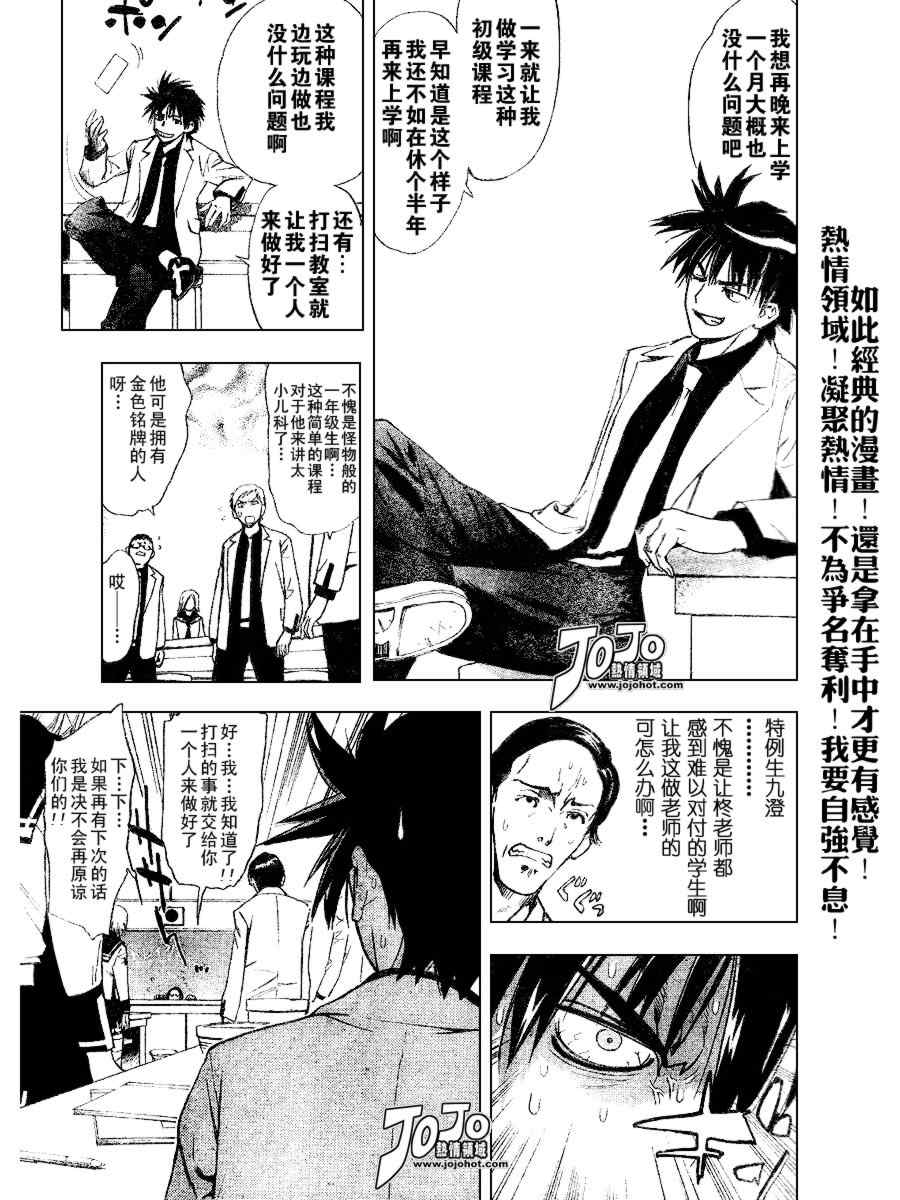 我想再晚来上学
一个月大概也
没什么问题吧
一来就让我
做学习这种
初级课程
早知道是这个样子
我还不如在休个半年
再来上学啊
这种课程我
边玩边做也
没什么问题啊
还有…
打扫教室就
让我一个人
来做好了
ポン
不愧是怪物般的
一年级生啊…
这种简单的课程
对于他来讲太
小儿科了…
他可是拥有
金色铭牌的人
呀…
哎
——……
特例生九澄
…………
不愧是让柊老师都
感到难以对付的学生啊
让我这做老师的
可怎么办啊…
好…我…我知道了!!
打扫的事就交给你
一个人来做好了
下…下…
如果再有下次的话
我是决不会再原谅
你们的!!
JOJO
熱情領域
www.jojohot.com
JOJO
熱情領域
www.jojohot.com
如此經典的漫畫!還是拿在手中才更有感覺!
熱情領域!凝聚熱情!不為爭名奪利!我要自強不息!